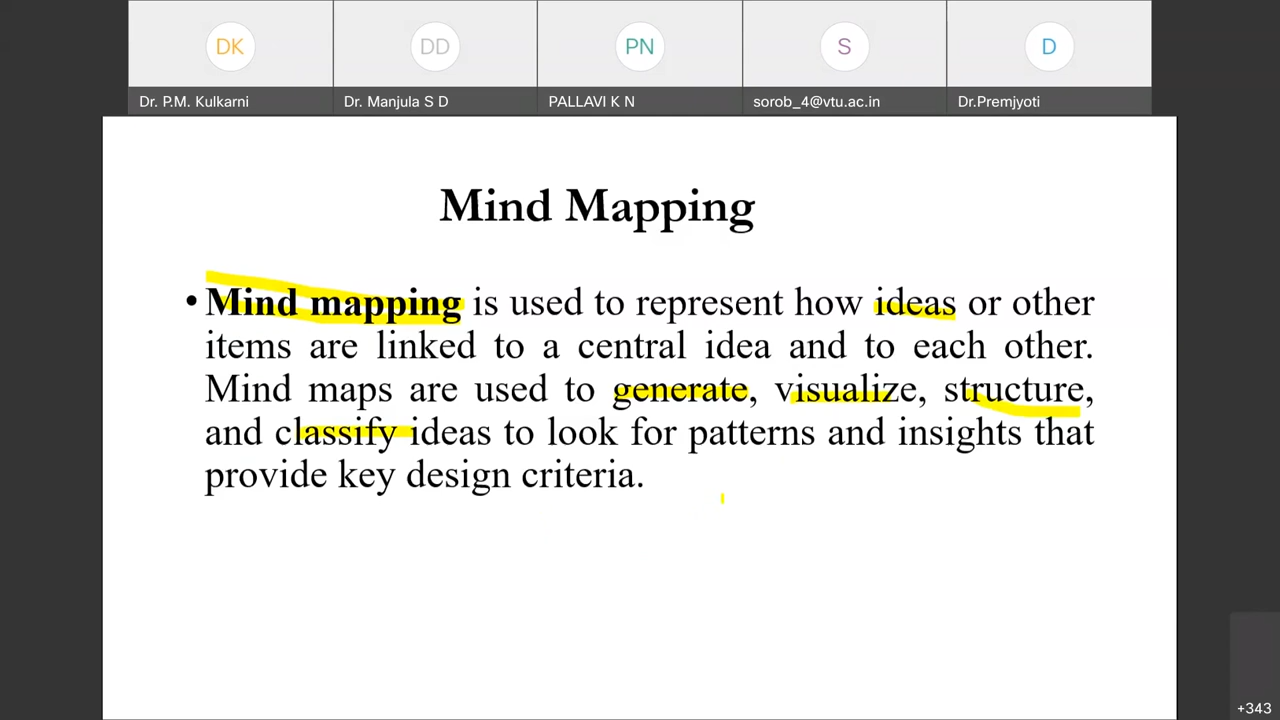 DK
DD
PN
S
D
Dr. P.M. Kulkarni
Dr. Manjula S D
PALLAVI K N
sorob_4@vtu.ac.in
Dr.Premjyoti
Mind Mapping
• Mind mapping is used to represent how ideas or other
items are linked to a central idea and to each other.
Mind maps are used to generate, visualize, structure,
and classify ideas to look for patterns and insights that
provide key design criteria.
+343